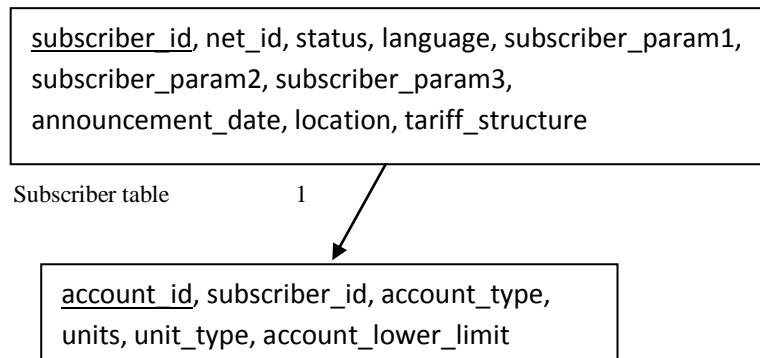 subscriber_id, net_id, status, language, subscriber_param1,
subscriber_param2, subscriber_param3,
announcement_date, location, tariff_structure
Subscriber table 1
account_id, subscriber_id, account_type,
units, unit_type, account_lower_limit